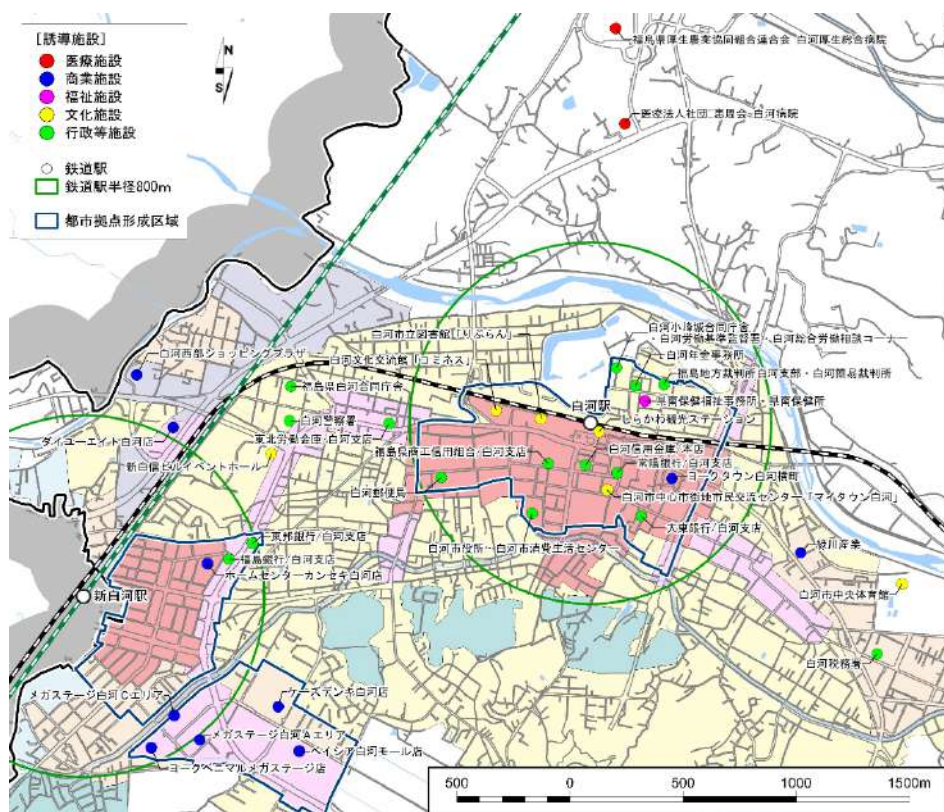 [誘導施設]
医療施設
商業施設
福祉施設
文化施設
行政等施設
鉄道駅
鉄道駅半径800m
都市拠点形成区域
N
S
福島県厚生農業協同組合連合会 白河厚生総合病院
医療法人社団 恵周会 白河病院
白河小峰城合同庁舎
・白河労働基準監督署・白河総合労働相談コーナー
白河市立図書館「りぶらん」
白河年金事務所
白河西部ショッピングプラザ
白河文化交流館「コミネス」
福島地方裁判所白河支部・白河簡易裁判所
福島県白河合同庁舎
県南保健福祉事務所・県南保健所
白河駅
しらかわ観光ステーション
白河警察署
ダイユーエイト白河店
東北労働金庫/白河支店
白河信用金庫/本店
福島県商工信用組合/白河支店
常陽銀行/白河支店
新白信ビルイベントホール
ヨークタウン白河横町
白河郵便局
白河市中心市街地市民交流センター「マイタウン白河」
大東銀行/白河支店
東邦銀行/白河支店
白河市役所・白河市消費生活センター
福島銀行/白河支店
ホームセンターカンセキ白河店
新白河駅
白河市中央体育館
白河税務署
メガステージ白河Cエリア
ケーズデンキ白河店
メガステージ白河Aエリア
ベイシア白河モール店
ヨークベニマルメガステージ店
500 0 500 1000 1500m